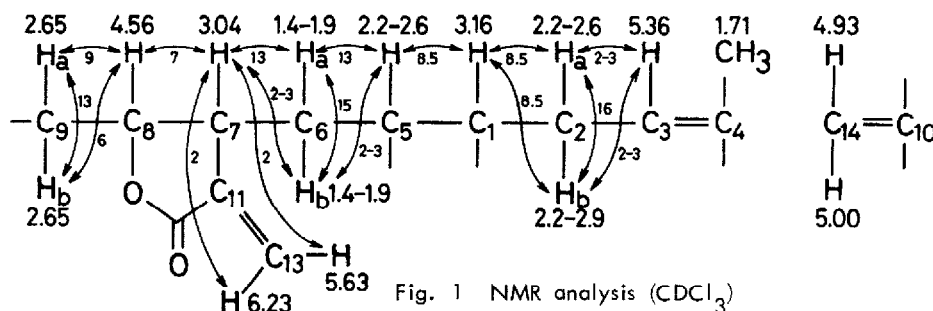 2.65 4.56 3.04 1.4-1.9 2.2-2.6 3.16 2.2-2.6 5.36 1.71 4.93
Ha 9 H 7 H 13 Ha 13 H 8.5 H 8.5 Ha 2-3 H CH3 H
13 6 2 2-3 2 15 2-3 8.5 16 2-3
C9 C8 C7 C6 C5 C1 C2 C3 C4 C14 C10
Hb O C11 Hb 1.4-1.9 Hb H
2.65 2.2-2.9 5.00
O C13 H
5.63
H 6.23
Fig. 1 NMR analysis (CDCl3)